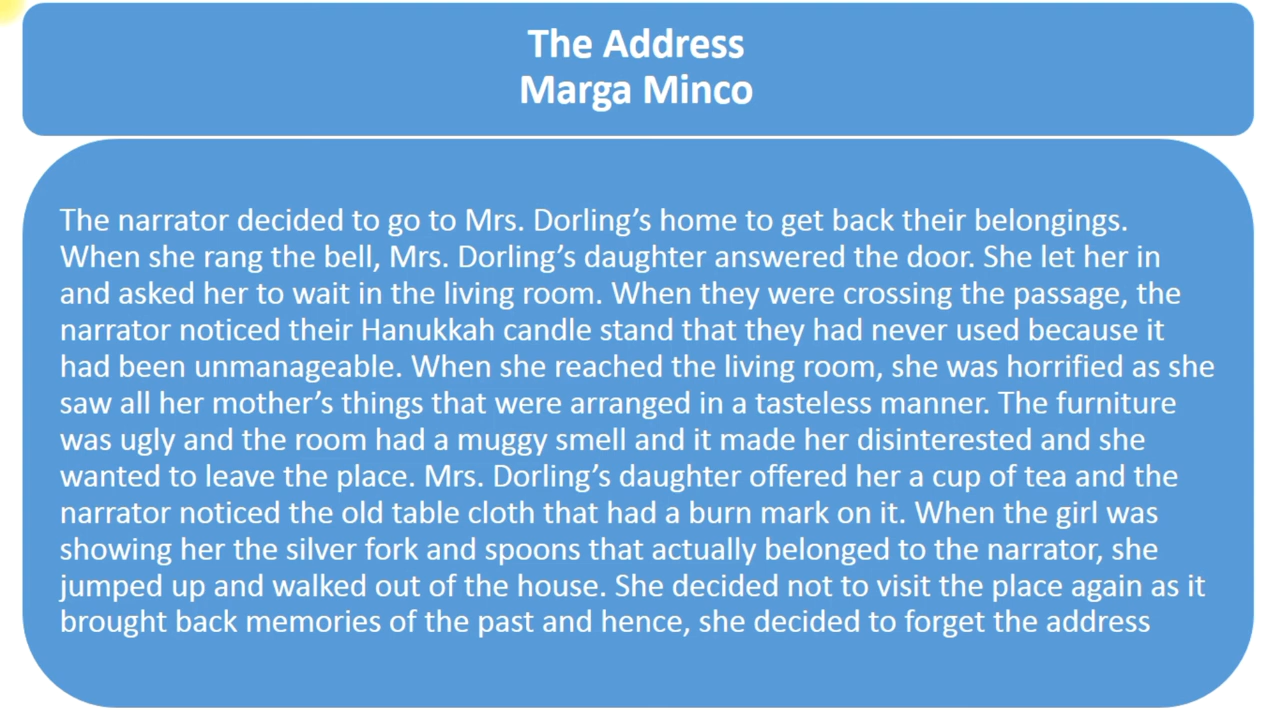 The Address
Marga Minco
The narrator decided to go to Mrs. Dorling’s home to get back their belongings.
When she rang the bell, Mrs. Dorling’s daughter answered the door. She let her in
and asked her to wait in the living room. When they were crossing the passage, the
narrator noticed their Hanukkah candle stand that they had never used because it
had been unmanageable. When she reached the living room, she was horrified as she
saw all her mother’s things that were arranged in a tasteless manner. The furniture
was ugly and the room had a muggy smell and it made her disinterested and she
wanted to leave the place. Mrs. Dorling’s daughter offered her a cup of tea and the
narrator noticed the old table cloth that had a burn mark on it. When the girl was
showing her the silver fork and spoons that actually belonged to the narrator, she
jumped up and walked out of the house. She decided not to visit the place again as it
brought back memories of the past and hence, she decided to forget the address